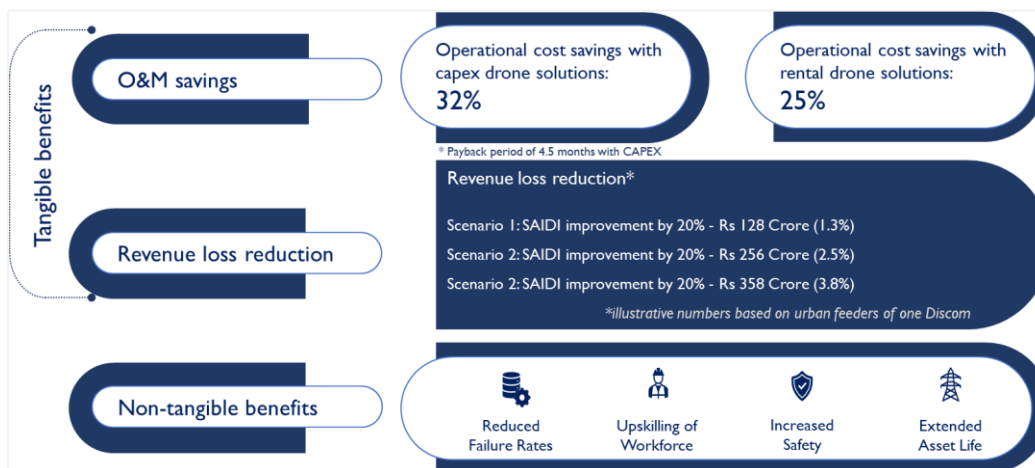 Tangible benefits
O&M savings
Operational cost savings with
capex drone solutions:
32%
Operational cost savings with
rental drone solutions:
25%
* Payback period of 4.5 months with CAPEX
Revenue loss reduction
Revenue loss reduction*
Scenario 1: SAIDI improvement by 20% - Rs 128 Crore (1.3%)
Scenario 2: SAIDI improvement by 20% - Rs 256 Crore (2.5%)
Scenario 2: SAIDI improvement by 20% - Rs 358 Crore (3.8%)
*illustrative numbers based on urban feeders of one Discom
Non-tangible benefits
Reduced
Failure Rates
Upskilling of
Workforce
Increased
Safety
Extended
Asset Life